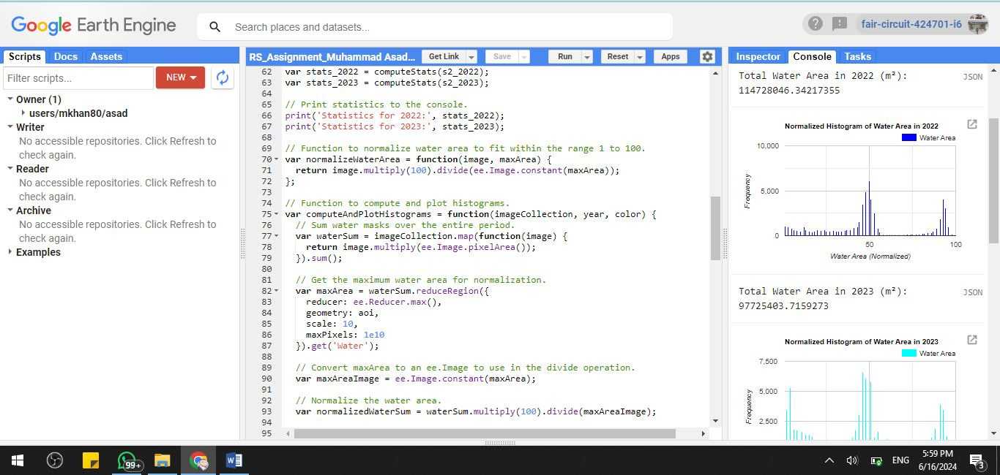 Google Earth Engine
Search places and datasets...
fair-circuit-424701-i6
Scripts Docs Assets
Filter scripts...
NEW
Owner (1)
users/mkhan80/asad
Writer
No accessible repositories. Click Refresh to
check again.
Reader
No accessible repositories. Click Refresh to
check again.
Archive
No accessible repositories. Click Refresh to
check again.
Examples
RS_Assignment_Muhammad Asad...
Get Link
Save
Run
Reset
Apps
62 var stats_2022 = computeStats(s2_2022);
63 var stats_2023 = computeStats(s2_2023);
64
65 // Print statistics to the console.
66 print('Statistics for 2022:', stats_2022);
67 print('Statistics for 2023:', stats_2023);
68
69 // Function to normalize water area to fit within the range 1 to 100.
70 var normalizeWaterArea = function(image, maxArea) {
71 return image.multiply(100).divide(ee.Image.constant(maxArea));
72 };
73
74 // Function to compute and plot histograms.
75 var computeAndPlotHistograms = function(imageCollection, year, color) {
76 // Sum water masks over the entire period.
77 var waterSum = imageCollection.map(function(image) {
78 return image.multiply(ee.Image.pixelArea());
79 }).sum();
80
81 // Get the maximum water area for normalization.
82 var maxArea = waterSum.reduceRegion({
83 reducer: ee.Reducer.max(),
84 geometry: aoi,
85 scale: 10,
86 maxPixels: 1e10
87 }).get('Water');
88
89 // Convert maxArea to an ee.Image to use in the divide operation.
90 var maxAreaImage = ee.Image.constant(maxArea);
91
92 // Normalize the water area.
93 var normalizedWaterSum = waterSum.multiply(100).divide(maxAreaImage);
94
95
Inspector Console Tasks
Total Water Area in 2022 (m²): JSON
114728046.34217355
Normalized Histogram of Water Area in 2022
Water Area
10,000
5,000
0
Frequency
50 100
Water Area (Normalized)
Total Water Area in 2023 (m²): JSON
97725403.7159273
Normalized Histogram of Water Area in 2023
Water Area
7,500
5,000
2,500
Frequency
99+
W
ENG
5:59 PM
6/16/2024
3